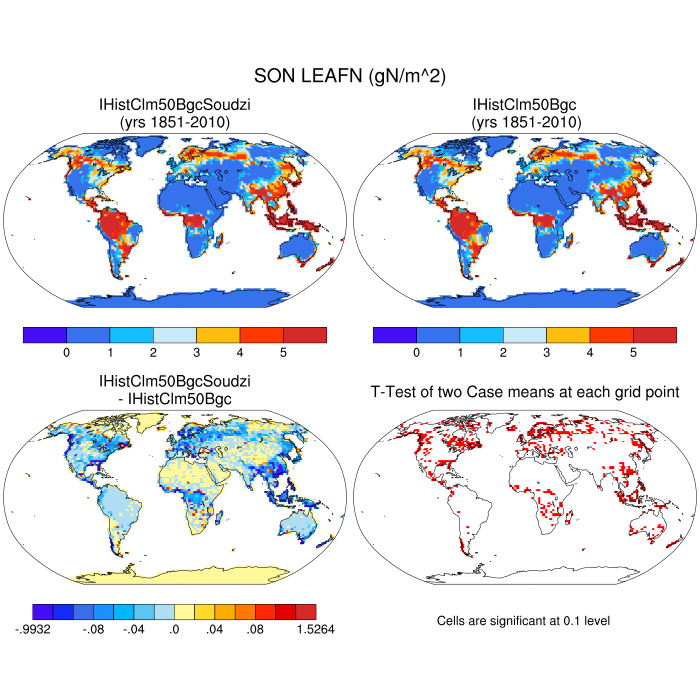 SON LEAFN (gN/m^2)
IHistClm50BgcSoudzi
(yrs 1851-2010)
IHistClm50Bgc
(yrs 1851-2010)
0 1 2 3 4 5
0 1 2 3 4 5
IHistClm50BgcSoudzi
- IHistClm50Bgc
T-Test of two Case means at each grid point
-.9932 -.08 -.04 .0 .04 .08 1.5264
Cells are significant at 0.1 level